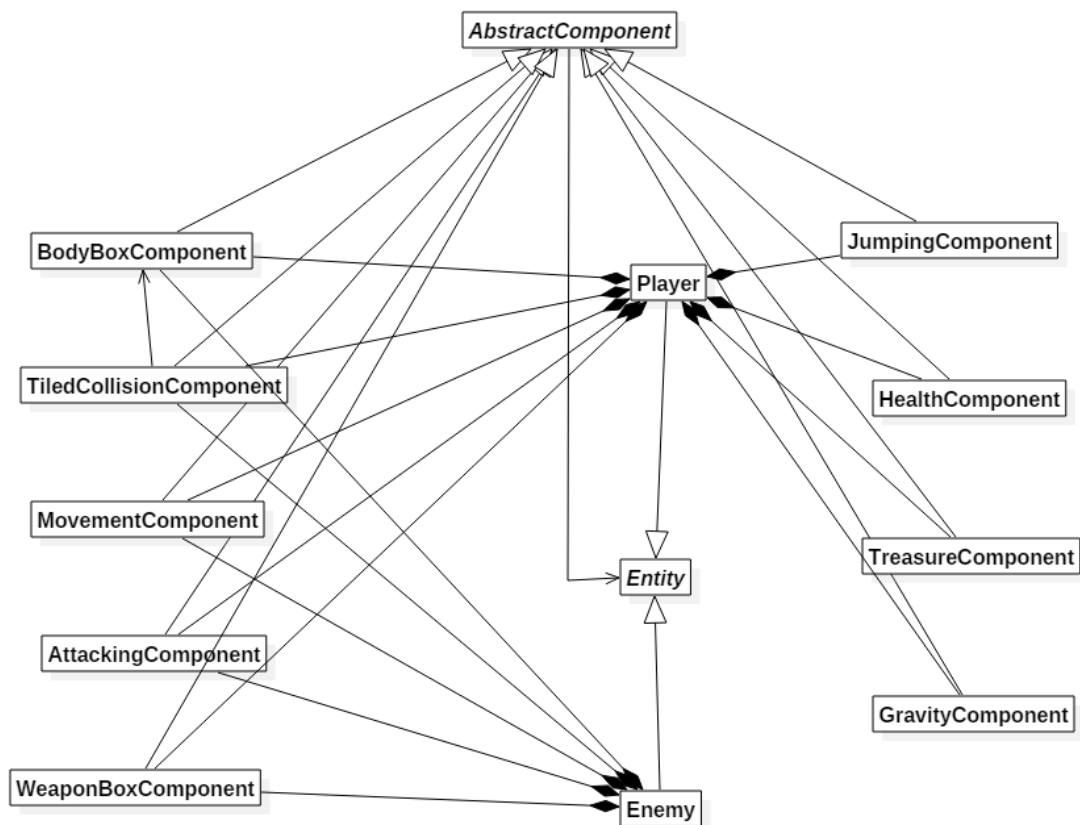 AbstractComponent
BodyBoxComponent
JumpingComponent
Player
TiledCollisionComponent
HealthComponent
MovementComponent
TreasureComponent
Entity
AttackingComponent
GravityComponent
WeaponBoxComponent
Enemy